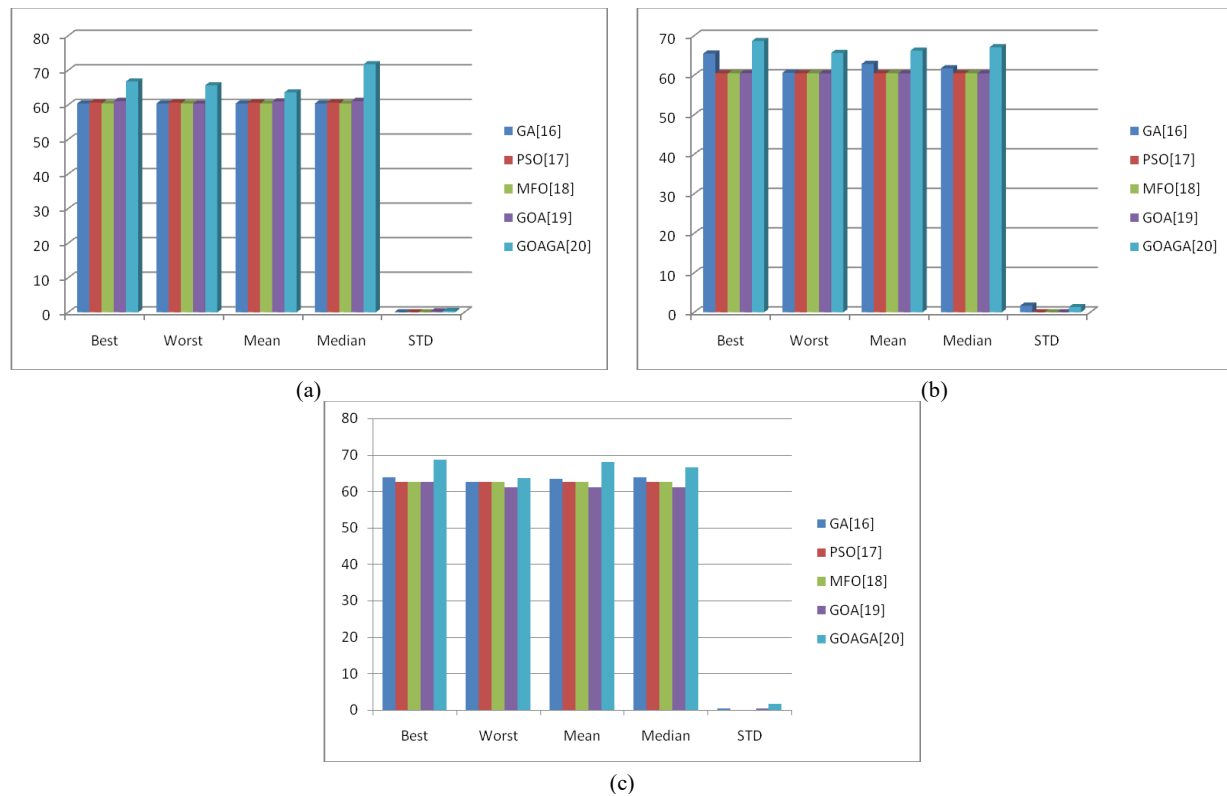 80
70
60
50
40
30
20
10
0
Best Worst Mean Median STD
GA[16]
PSO[17]
MFO[18]
GOA[19]
GOAGA[20]
(a)
70
60
50
40
30
20
10
0
Best Worst Mean Median STD
GA[16]
PSO[17]
MFO[18]
GOA[19]
GOAGA[20]
(b)
80
70
60
50
40
30
20
10
0
Best Worst Mean Median STD
GA[16]
PSO[17]
MFO[18]
GOA[19]
GOAGA[20]
(c)